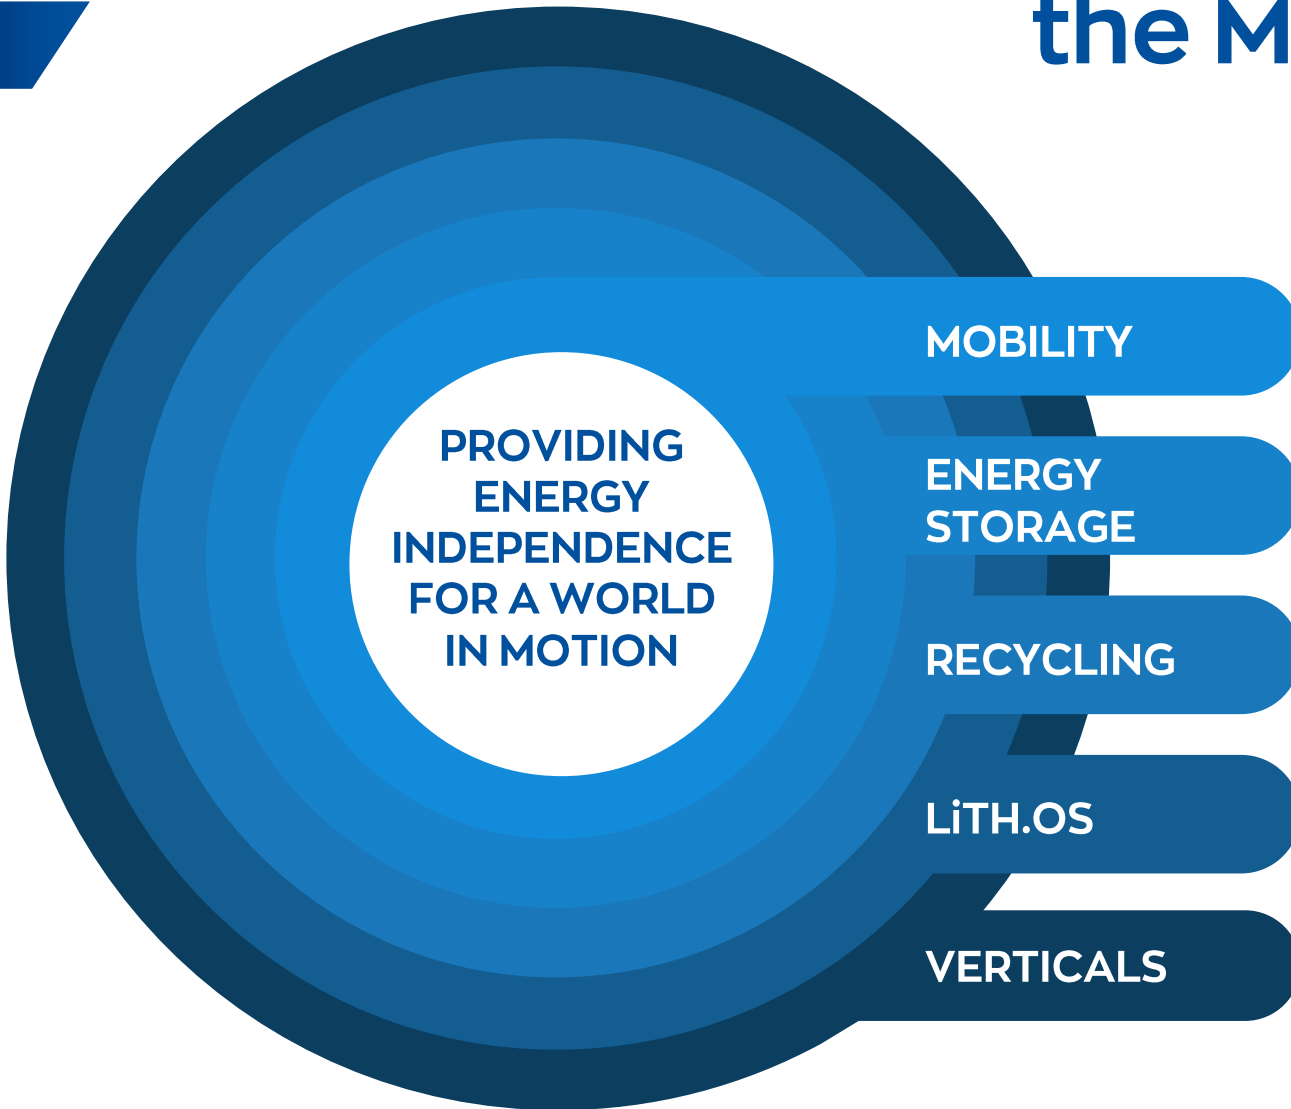 the M
PROVIDING
ENERGY
INDEPENDENCE
FOR A WORLD
IN MOTION
MOBILITY
ENERGY
STORAGE
RECYCLING
LiTH.OS
VERTICALS